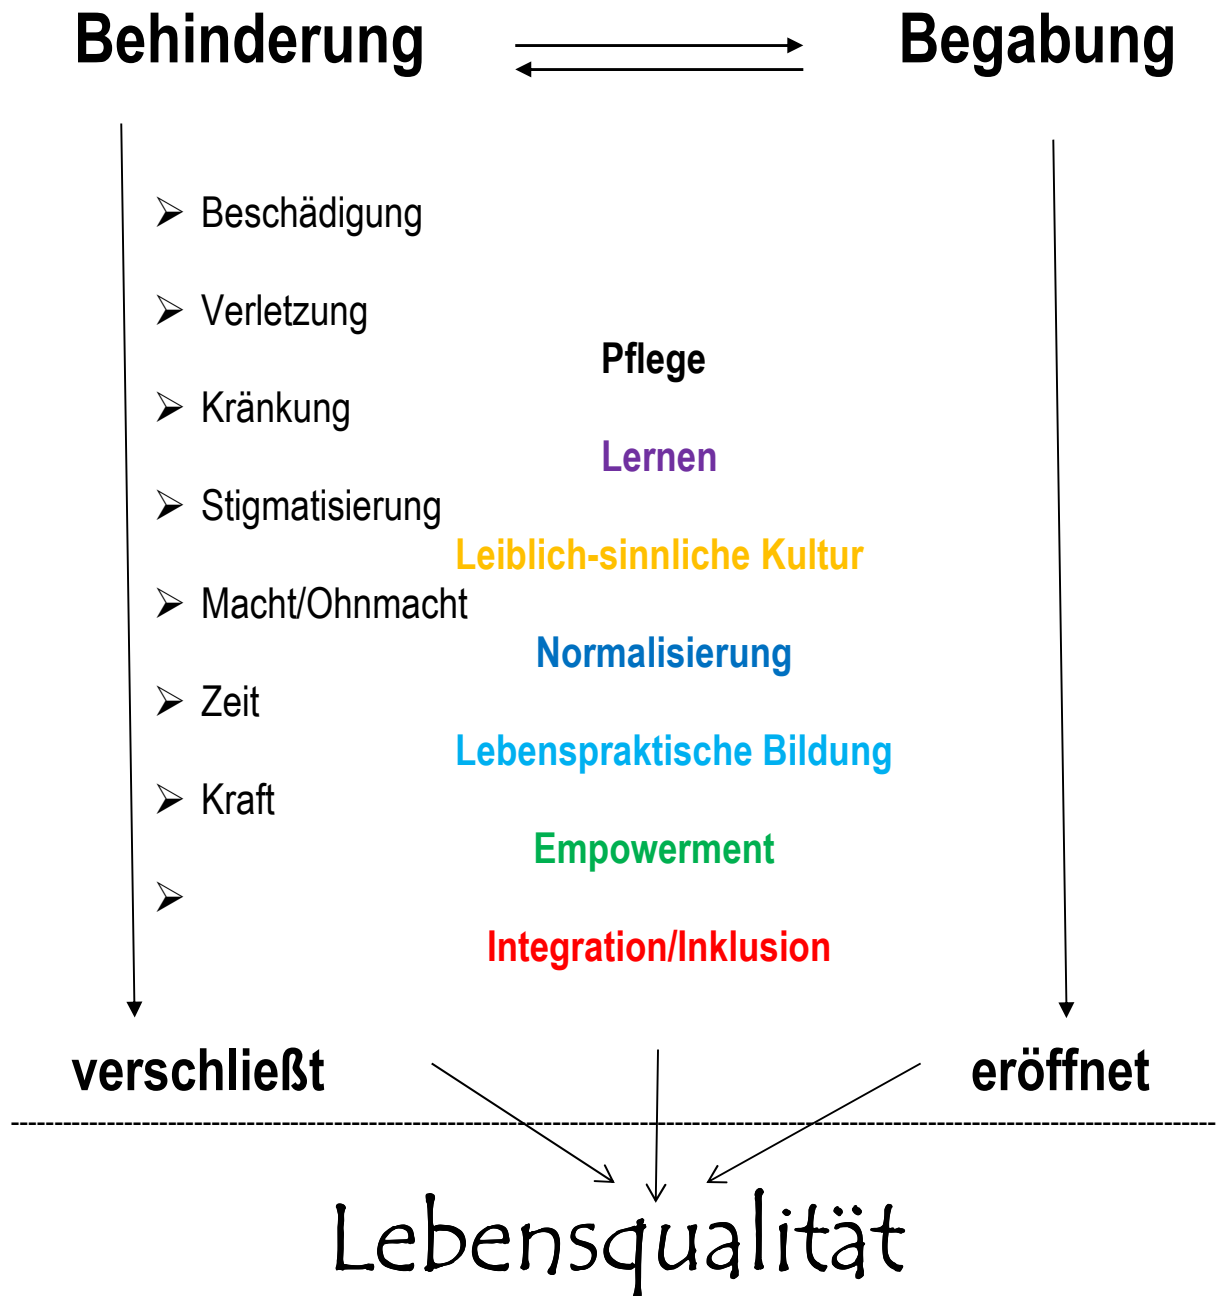 Behinderung Begabung
➢ Beschädigung
➢ Verletzung
Pflege
➢ Kränkung
Lernen
➢ Stigmatisierung
Leiblich-sinnliche Kultur
➢ Macht/Ohnmacht
Normalisierung
➢ Zeit
Lebenspraktische Bildung
➢ Kraft
Empowerment
➢
Integration/Inklusion
verschließt eröffnet
Lebensqualität